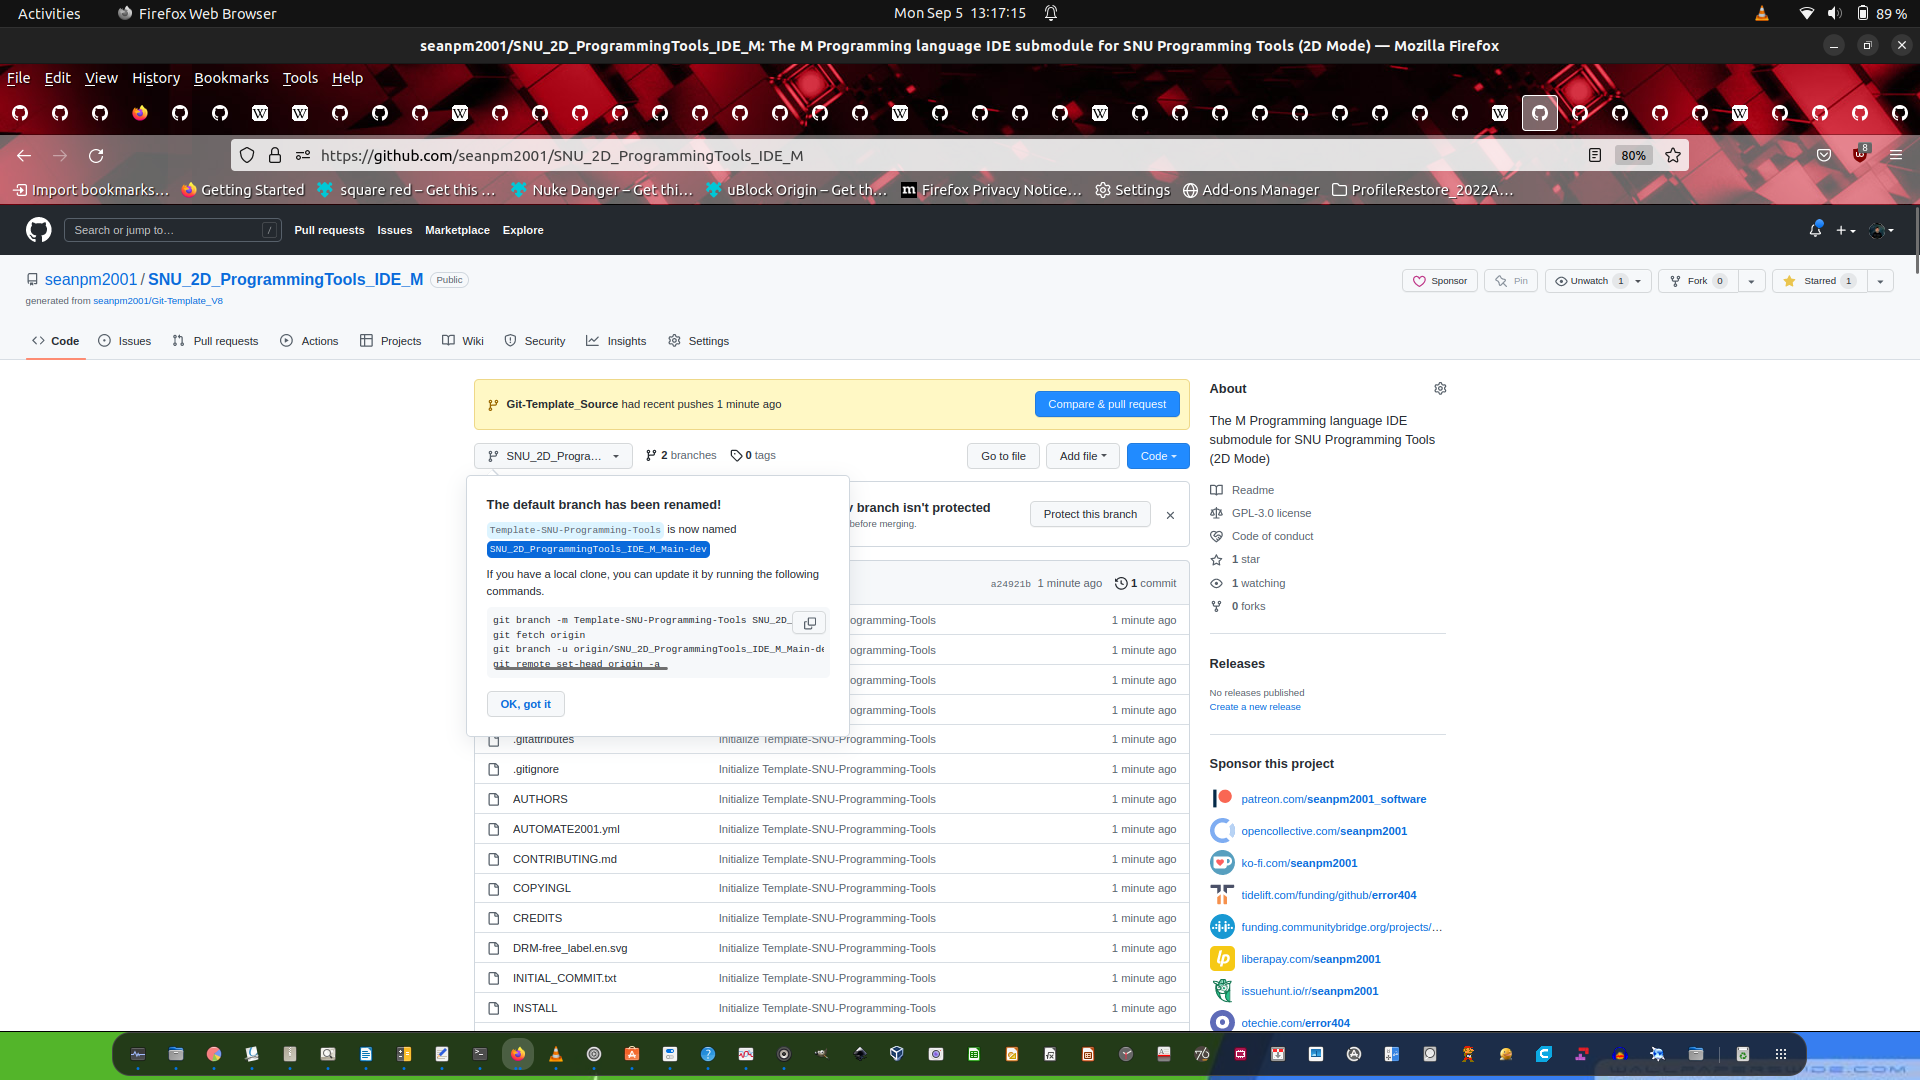 Activities
Firefox Web Browser
Mon Sep 5 13:17:15
89 %
seanpm2001/SNU_2D_ProgrammingTools_IDE_M: The M Programming language IDE submodule for SNU Programming Tools (2D Mode) — Mozilla Firefox
File Edit View History Bookmarks Tools Help
https://github.com/seanpm2001/SNU_2D_ProgrammingTools_IDE_M
80%
8
Import bookmarks…
Getting Started
square red – Get this …
Nuke Danger – Get thi…
uBlock Origin – Get th…
Firefox Privacy Notice…
Settings
Add-ons Manager
ProfileRestore_2022A…
Search or jump to…
/
Pull requests
Issues
Marketplace
Explore
seanpm2001 / SNU_2D_ProgrammingTools_IDE_M
Public
generated from seanpm2001/Git-Template_V8
Sponsor
Pin
Unwatch 1
Fork 0
Starred 1
Code
Issues
Pull requests
Actions
Projects
Wiki
Security
Insights
Settings
Git-Template_Source had recent pushes 1 minute ago
Compare & pull request
SNU_2D_Progra…
2 branches
0 tags
Go to file
Add file
Code
The default branch has been renamed!
Template-SNU-Programming-Tools is now named
SNU_2D_ProgrammingTools_IDE_M_Main-dev
If you have a local clone, you can update it by running the following
commands.
git branch -m Template-SNU-Programming-Tools SNU_2D_
git fetch origin
git branch -u origin/SNU_2D_ProgrammingTools_IDE_M_Main-de
git remote set-head origin -a
OK, got it
branch isn't protected
before merging.
Protect this branch
a24921b 1 minute ago
1 commit
ogramming-Tools 1 minute ago
ogramming-Tools 1 minute ago
ogramming-Tools 1 minute ago
ogramming-Tools 1 minute ago
.gitattributes Initialize Template-SNU-Programming-Tools 1 minute ago
.gitignore Initialize Template-SNU-Programming-Tools 1 minute ago
AUTHORS Initialize Template-SNU-Programming-Tools 1 minute ago
AUTOMATE2001.yml Initialize Template-SNU-Programming-Tools 1 minute ago
CONTRIBUTING.md Initialize Template-SNU-Programming-Tools 1 minute ago
COPYINGL Initialize Template-SNU-Programming-Tools 1 minute ago
CREDITS Initialize Template-SNU-Programming-Tools 1 minute ago
DRM-free_label.en.svg Initialize Template-SNU-Programming-Tools 1 minute ago
INITIAL_COMMIT.txt Initialize Template-SNU-Programming-Tools 1 minute ago
INSTALL Initialize Template-SNU-Programming-Tools 1 minute ago
About
The M Programming language IDE
submodule for SNU Programming Tools
(2D Mode)
Readme
GPL-3.0 license
Code of conduct
1 star
1 watching
0 forks
Releases
No releases published
Create a new release
Sponsor this project
patreon.com/seanpm2001_software
opencollective.com/seanpm2001
ko-fi.com/seanpm2001
tidelift.com/funding/github/error404
funding.communitybridge.org/projects/…
liberapay.com/seanpm2001
issuehunt.io/r/seanpm2001
otechie.com/error404